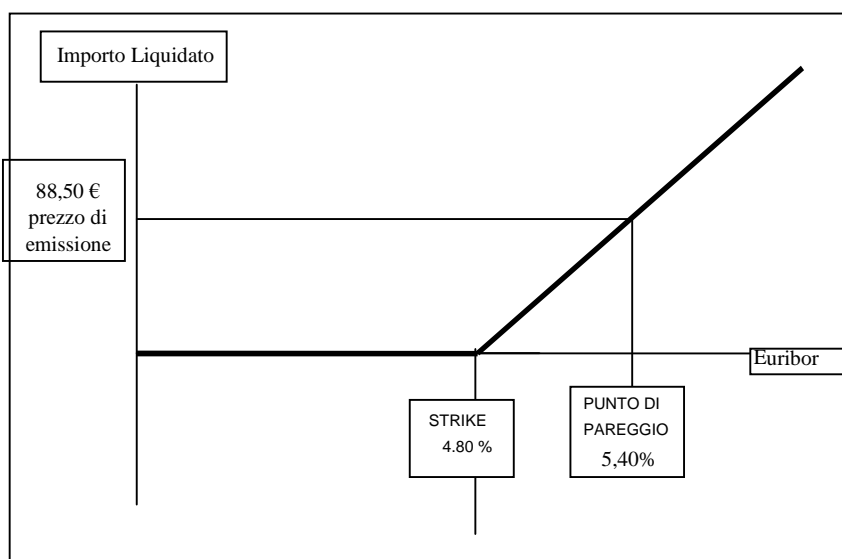 Importo Liquidato
88,50 €
prezzo di
emissione
Euribor
STRIKE
4.80 %
PUNTO DI
PAREGGIO
5,40%